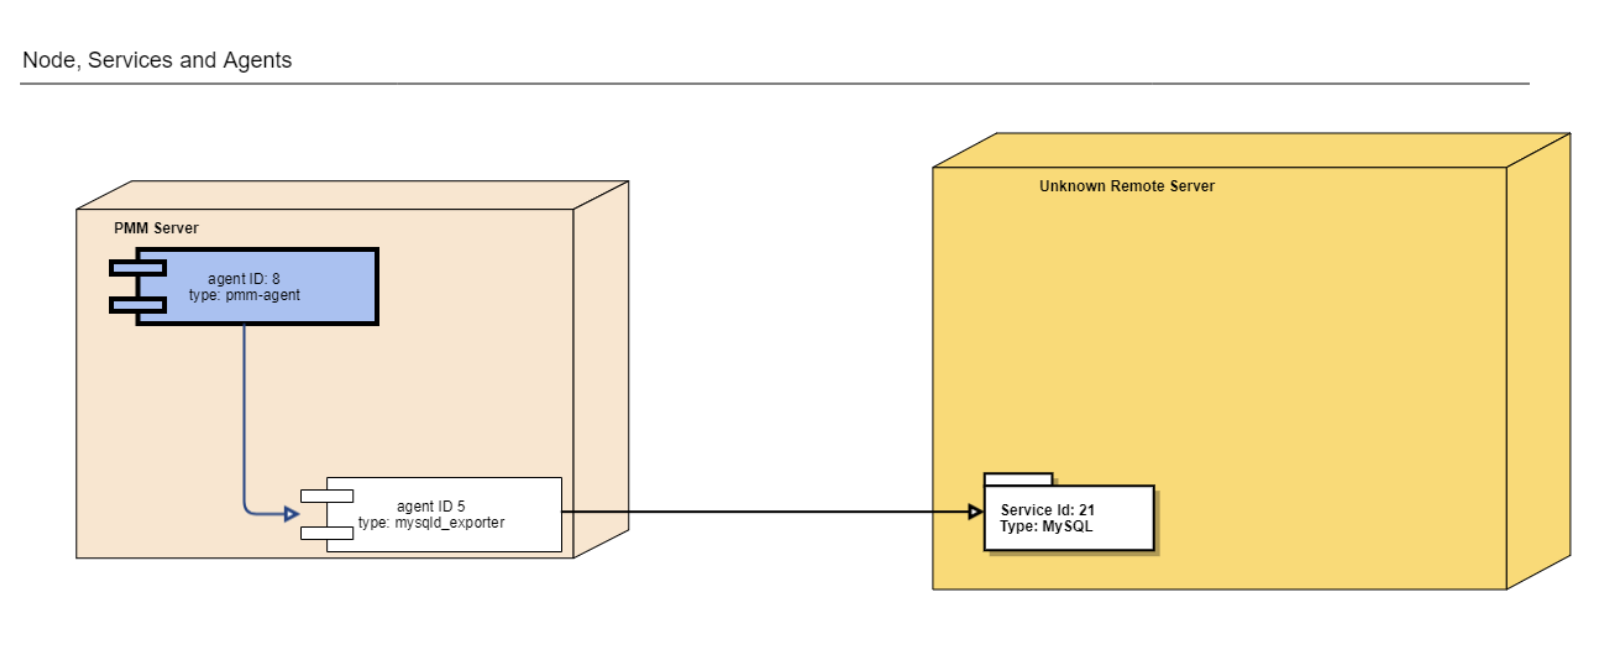 Node, Services and Agents
PMM Server
agent ID: 8
type: pmm-agent
agent ID 5
type: mysqld_exporter
Unknown Remote Server
Service Id: 21
Type: MySQL